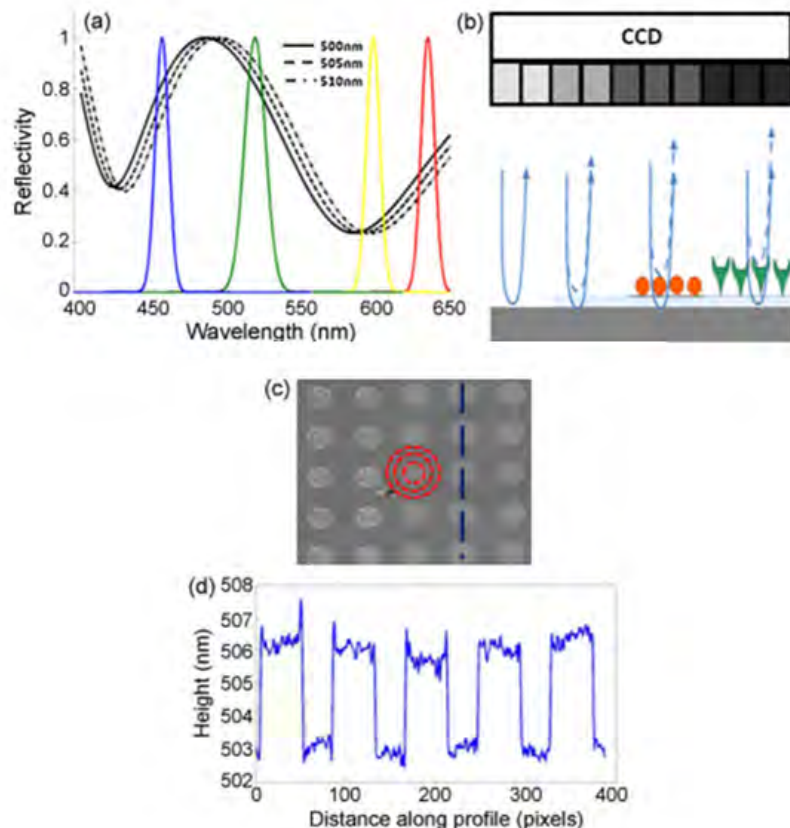 (a)
1
0.8
0.6
0.4
0.2
0
Reflectivity
500nm
505nm
510nm
400 450 500 550 600 650
Wavelength (nm)
(b)
CCD
(c)
(d)
508
507
506
505
504
503
502
Height (nm)
0 100 200 300 400
Distance along profile (pixels)